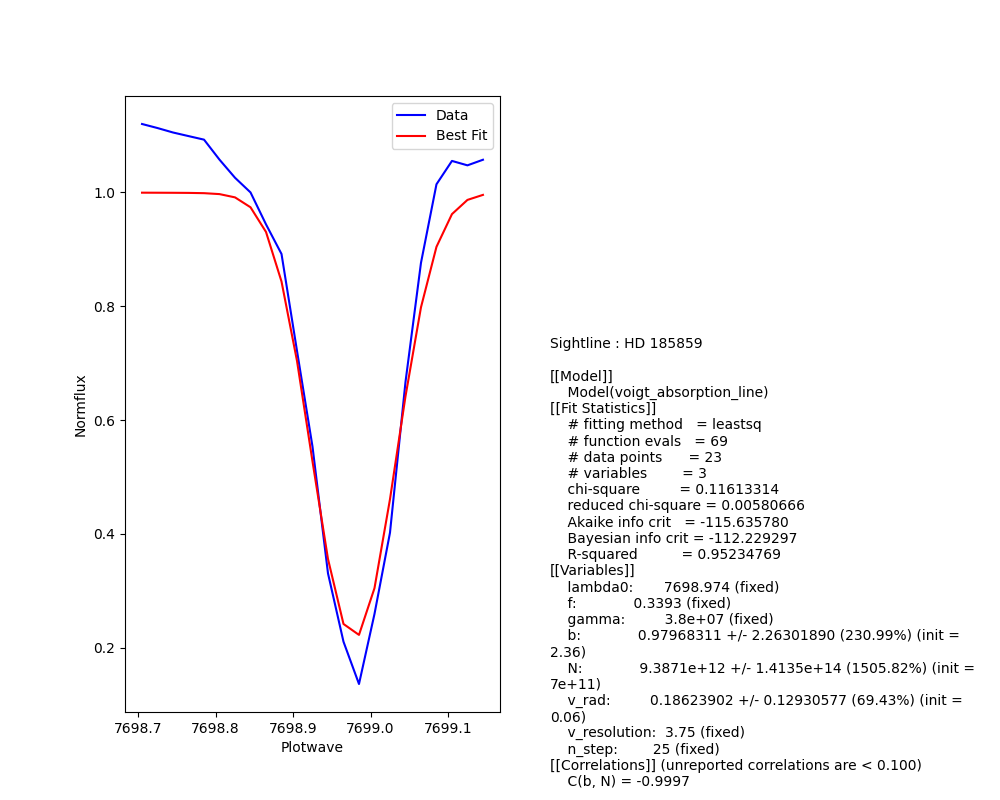 Data
Best Fit
1.0
0.8
0.6
0.4
0.2
Normflux
7698.7 7698.8 7698.9 7699.0 7699.1
Plotwave
Sightline : HD 185859
[[Model]]
Model(voigt_absorption_line)
[[Fit Statistics]]
# fitting method = leastsq
# function evals = 69
# data points = 23
# variables = 3
chi-square = 0.11613314
reduced chi-square = 0.00580666
Akaike info crit = -115.635780
Bayesian info crit = -112.229297
R-squared = 0.95234769
[[Variables]]
lambda0: 7698.974 (fixed)
f: 0.3393 (fixed)
gamma: 3.8e+07 (fixed)
b: 0.97968311 +/- 2.26301890 (230.99%) (init =
2.36)
N: 9.3871e+12 +/- 1.4135e+14 (1505.82%) (init =
7e+11)
v_rad: 0.18623902 +/- 0.12930577 (69.43%) (init =
0.06)
v_resolution: 3.75 (fixed)
n_step: 25 (fixed)
[[Correlations]] (unreported correlations are < 0.100)
C(b, N) = -0.9997